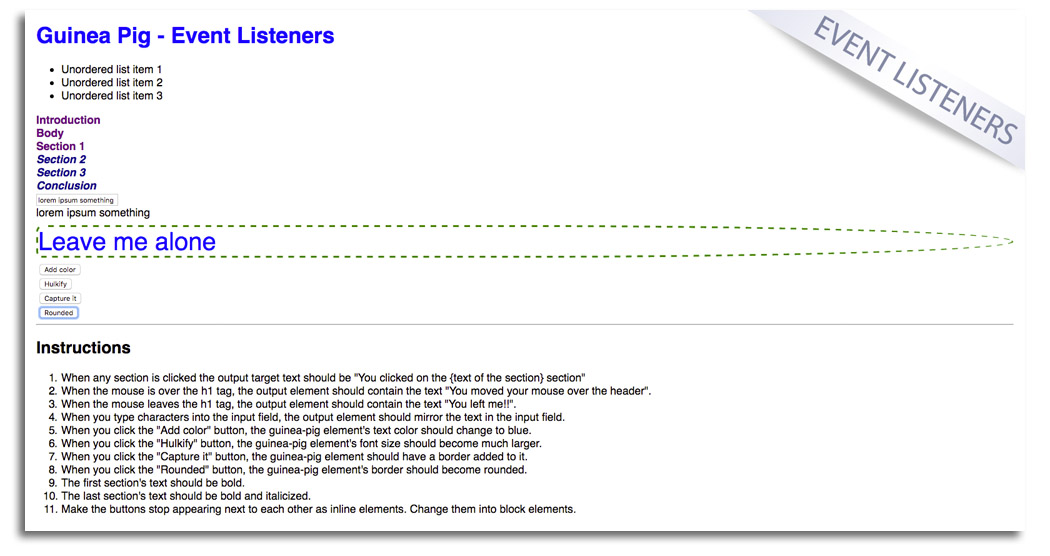 Guinea Pig - Event Listeners
EVENT LISTENERS
• Unordered list item 1
• Unordered list item 2
• Unordered list item 3
Introduction
Body
Section 1
Section 2
Section 3
Conclusion
lorem ipsum something
lorem ipsum something
Leave me alone
Add color
Hulkify
Capture it
Rounded
Instructions
1. When any section is clicked the output target text should be "You clicked on the {text of the section} section"
2. When the mouse is over the h1 tag, the output element should contain the text "You moved your mouse over the header".
3. When the mouse leaves the h1 tag, the output element should contain the text "You left me!!".
4. When you type characters into the input field, the output element should mirror the text in the input field.
5. When you click the "Add color" button, the guinea-pig element's text color should change to blue.
6. When you click the "Hulkify" button, the guinea-pig element's font size should become much larger.
7. When you click the "Capture it" button, the guinea-pig element should have a border added to it.
8. When you click the "Rounded" button, the guinea-pig element's border should become rounded.
9. The first section's text should be bold.
10. The last section's text should be bold and italicized.
11. Make the buttons stop appearing next to each other as inline elements. Change them into block elements.